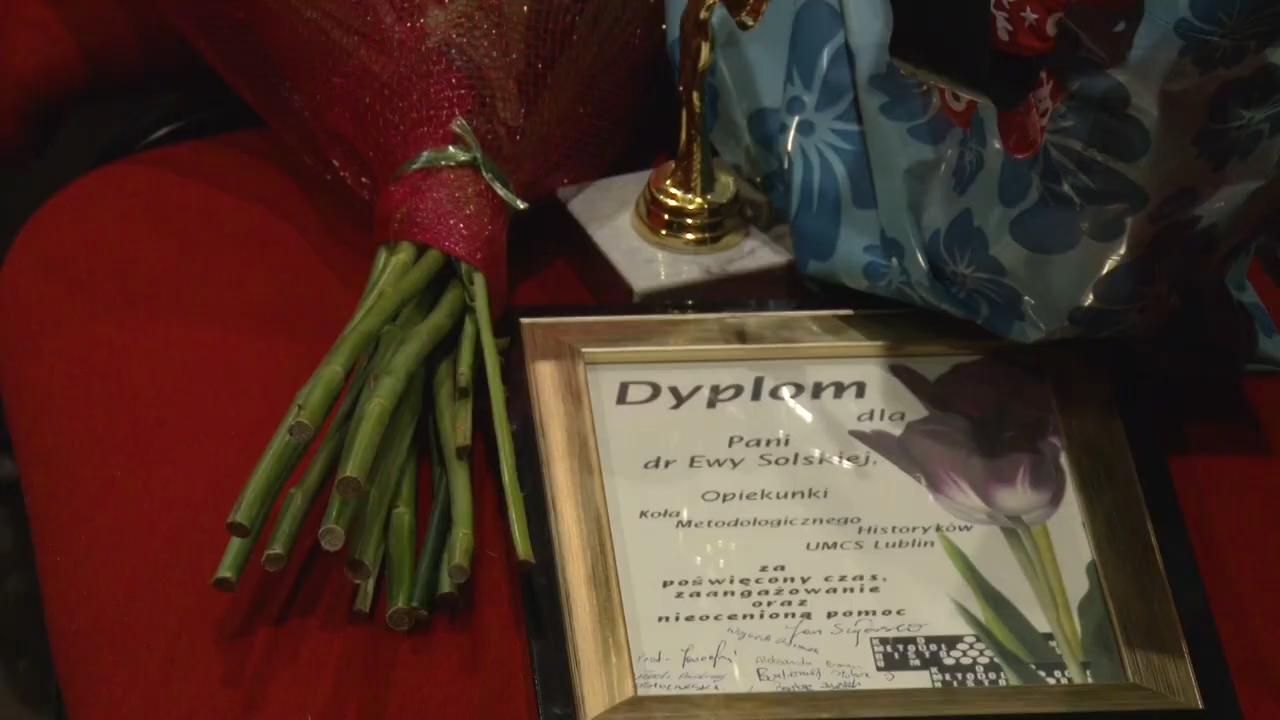 Dyplom
dla
Pani
dr Ewy Solskiej,
Opiekunki
Koła
Metodologicznego
Historyków
UMCS Lublin
za
poświęcony czas,
zaangażowanie
oraz
nieocenioną pomoc